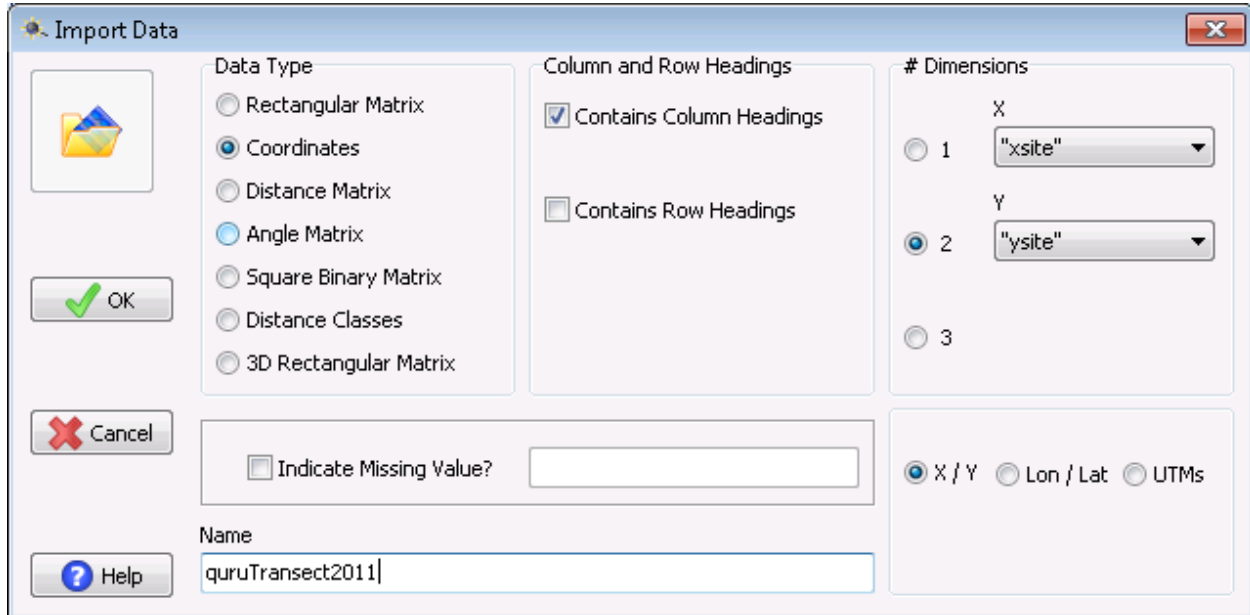 Import Data
Data Type
Rectangular Matrix
Coordinates
Distance Matrix
Angle Matrix
Square Binary Matrix
Distance Classes
3D Rectangular Matrix
Column and Row Headings
Contains Column Headings
Contains Row Headings
# Dimensions
X
1 "xsite"
Y
2 "ysite"
3
OK
Cancel
Indicate Missing Value?
X / Y Lon / Lat UTMs
Name
quruTransect2011
Help